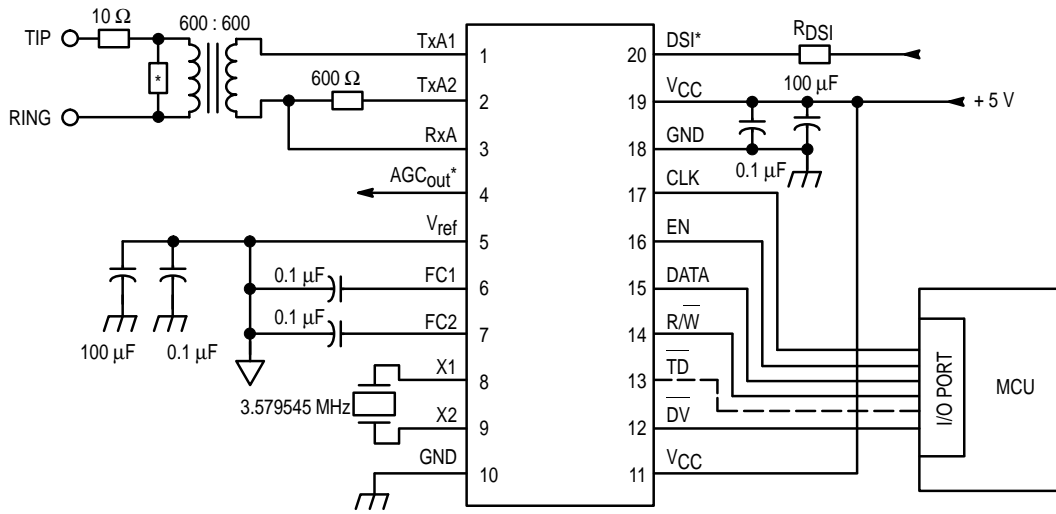 10 Ω
600 : 600
TIP
*
RING
TxA1
600 Ω
TxA2
RxA
AGCout*
Vref
0.1 μF
FC1
0.1 μF
FC2
100 μF
0.1 μF
X1
3.579545 MHz
X2
GND
1
2
3
4
5
6
7
8
9
10
20
19
18
17
16
15
14
13
12
11
DSI*
RDSI
VCC
100 μF
+ 5 V
GND
0.1 μF
CLK
EN
DATA
R/W̅
T̅D̅
D̅V̅
VCC
I/O PORT
MCU